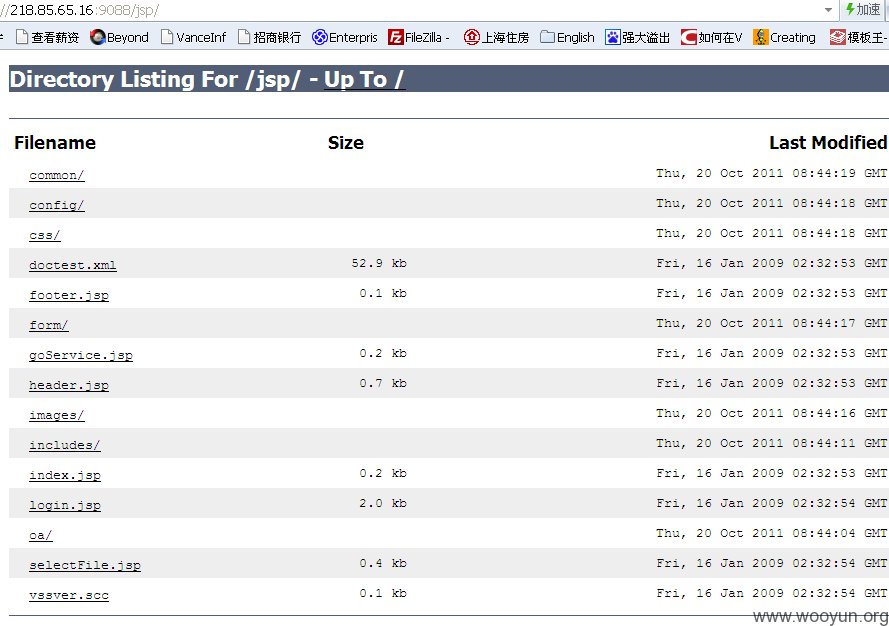 //218.85.65.16:9088/jsp/ 加速
查看薪资 Beyond VanceInf 招商银行 Enterpris FileZilla - 上海住房 English 强大溢出 如何在V Creating 模板王-
Directory Listing For /jsp/ - Up To /
Filename Size Last Modified
common/ Thu, 20 Oct 2011 08:44:19 GMT
config/ Thu, 20 Oct 2011 08:44:18 GMT
css/ Thu, 20 Oct 2011 08:44:18 GMT
doctest.xml 52.9 kb Fri, 16 Jan 2009 02:32:53 GMT
footer.jsp 0.1 kb Fri, 16 Jan 2009 02:32:53 GMT
form/ Thu, 20 Oct 2011 08:44:17 GMT
goService.jsp 0.2 kb Fri, 16 Jan 2009 02:32:53 GMT
header.jsp 0.7 kb Fri, 16 Jan 2009 02:32:53 GMT
images/ Thu, 20 Oct 2011 08:44:16 GMT
includes/ Thu, 20 Oct 2011 08:44:11 GMT
index.jsp 0.2 kb Fri, 16 Jan 2009 02:32:53 GMT
login.jsp 2.0 kb Fri, 16 Jan 2009 02:32:54 GMT
oa/ Thu, 20 Oct 2011 08:44:04 GMT
selectFile.jsp 0.4 kb Fri, 16 Jan 2009 02:32:54 GMT
vssver.scc 0.1 kb Fri, 16 Jan 2009 02:32:54 GMT
www.wooyun.org